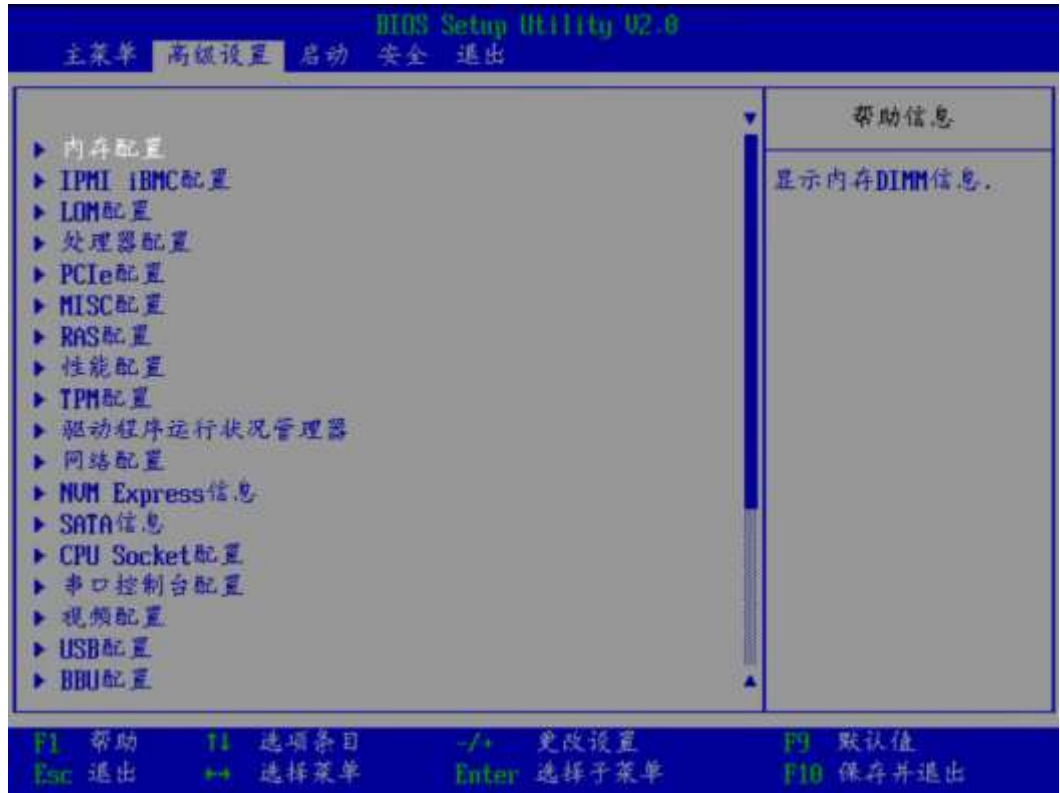 BIOS Setup Utility V2.0
主菜单 高级设置 启动 安全 退出
帮助信息
内存配置
IPMI iBMC配置
显示内存DIMM信息.
LOM配置
处理器配置
PCIe配置
MISC配置
RAS配置
性能配置
TPM配置
驱动程序运行状况管理器
网络配置
NVM Express信息
SATA信息
CPU Socket配置
串口控制台配置
视频配置
USB配置
BBU配置
F1 帮助 ↑↓ 选项条目 -/+ 更改设置 F9 默认值
Esc 退出 ←→ 选择菜单 Enter 选择子菜单 F10 保存并退出